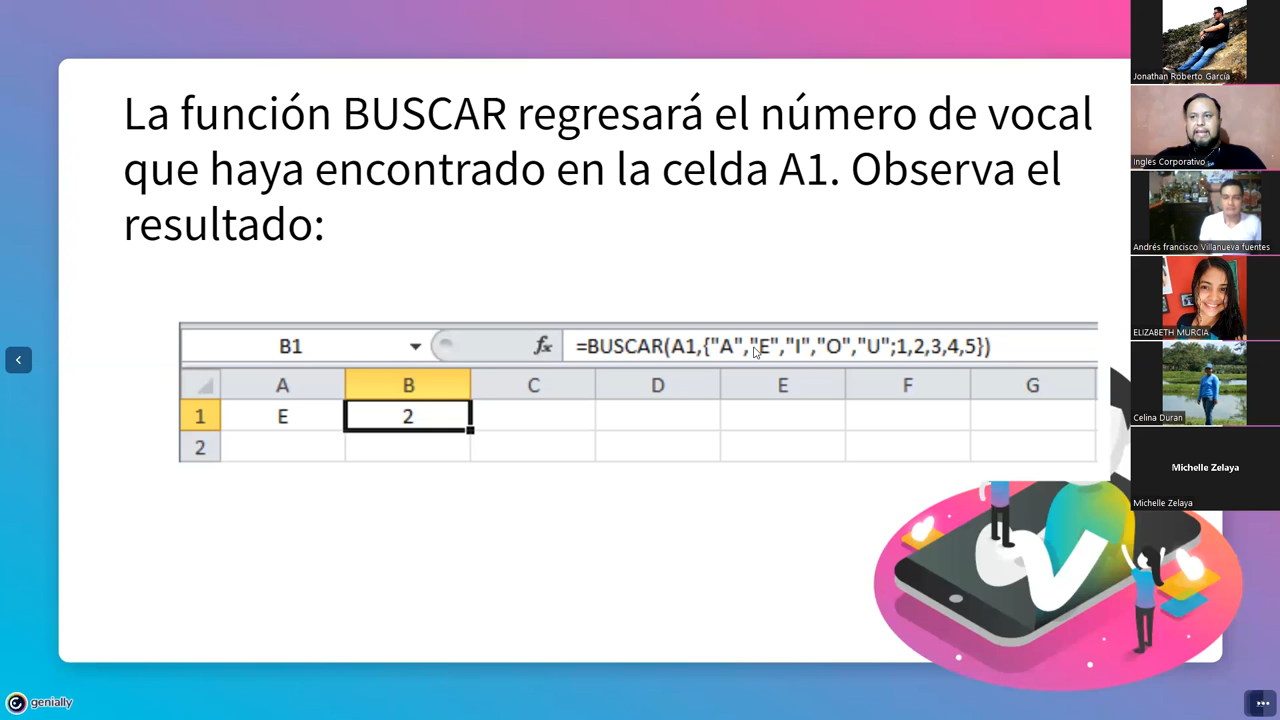 La función BUSCAR regresará el número de vocal
que haya encontrado en la celda A1. Observa el
resultado:
B1
fx
=BUSCAR(A1,{"A","E","I","O","U";1,2,3,4,5})
A B C D E F G
1 E 2
2
genially
Jonathan Roberto García
Ingles Corporativo
Andrés francisco Villanueva fuentes
ELIZABETH MURCIA
Celina Duran
Michelle Zelaya
Michelle Zelaya